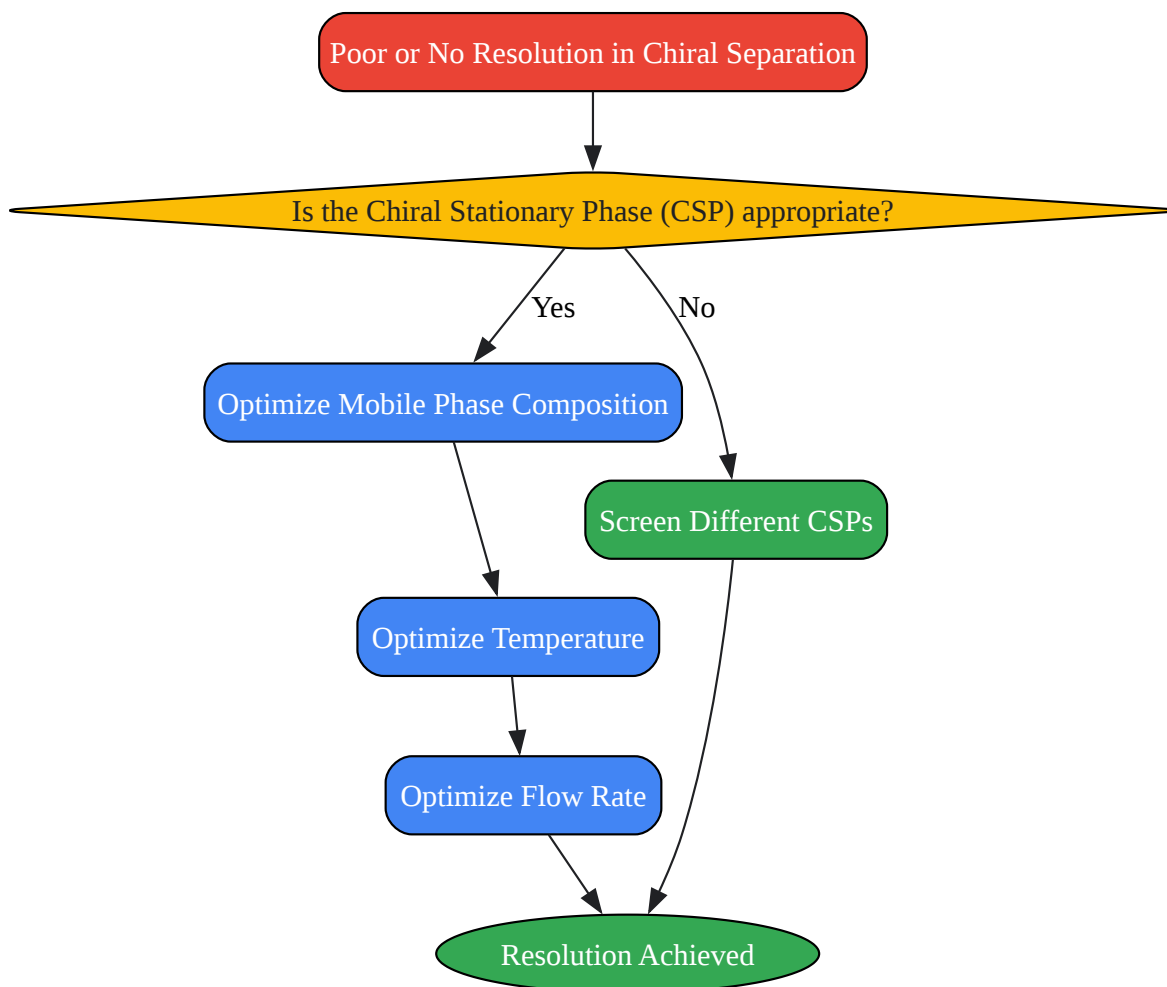 Poor or No Resolution in Chiral Separation
Is the Chiral Stationary Phase (CSP) appropriate?
Yes
No
Optimize Mobile Phase Composition
Screen Different CSPs
Optimize Temperature
Optimize Flow Rate
Resolution Achieved